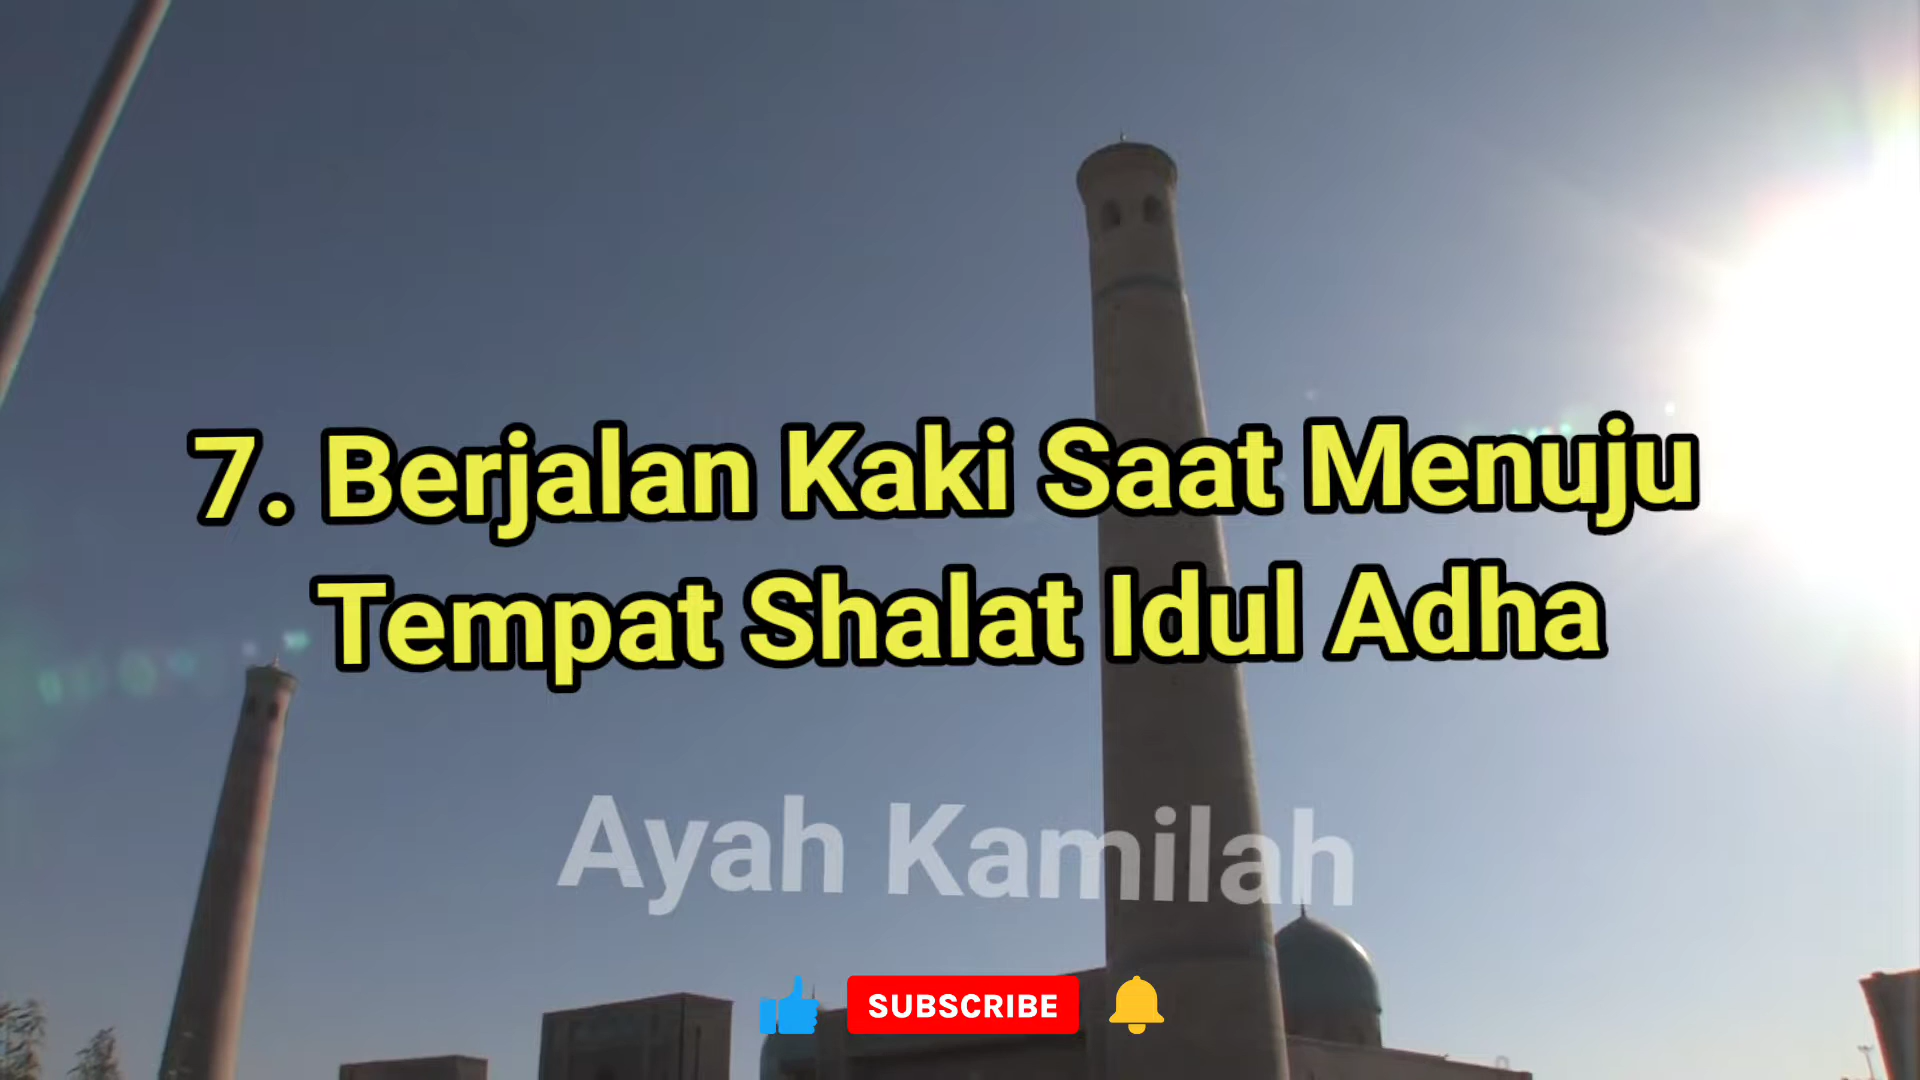 7. Berjalan Kaki Saat Menuju
Tempat Shalat Idul Adha
Ayah Kamilah
SUBSCRIBE